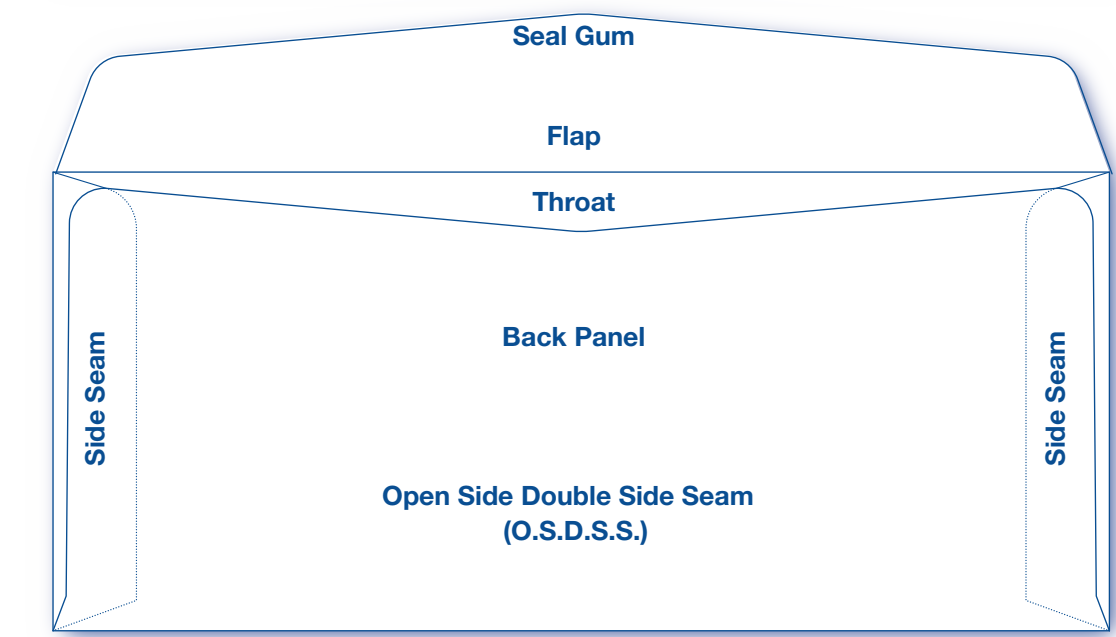 Seal Gum
Flap
Throat
Back Panel
Side Seam
Side Seam
Open Side Double Side Seam
(O.S.D.S.S.)